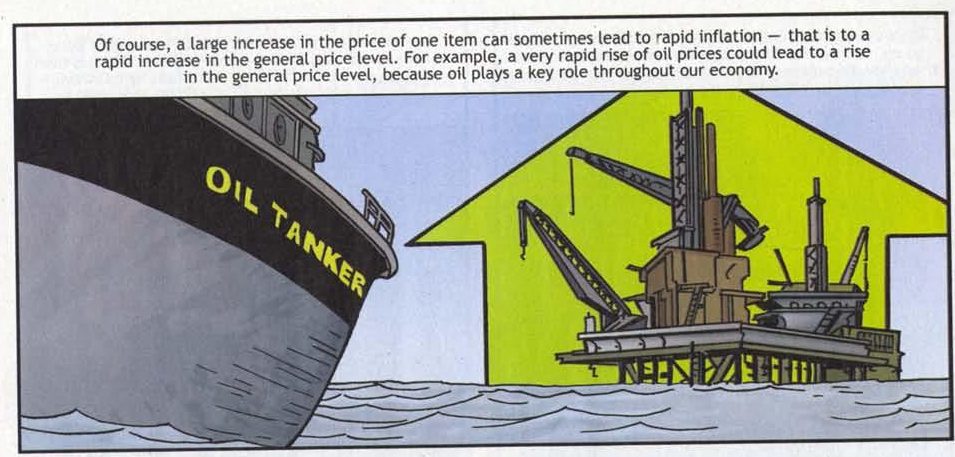 Of course, a large increase in the price of one item can sometimes lead to rapid inflation — that is to a
rapid increase in the general price level. For example, a very rapid rise of oil prices could lead to a rise
in the general price level, because oil plays a key role throughout our economy.
OIL TANKER